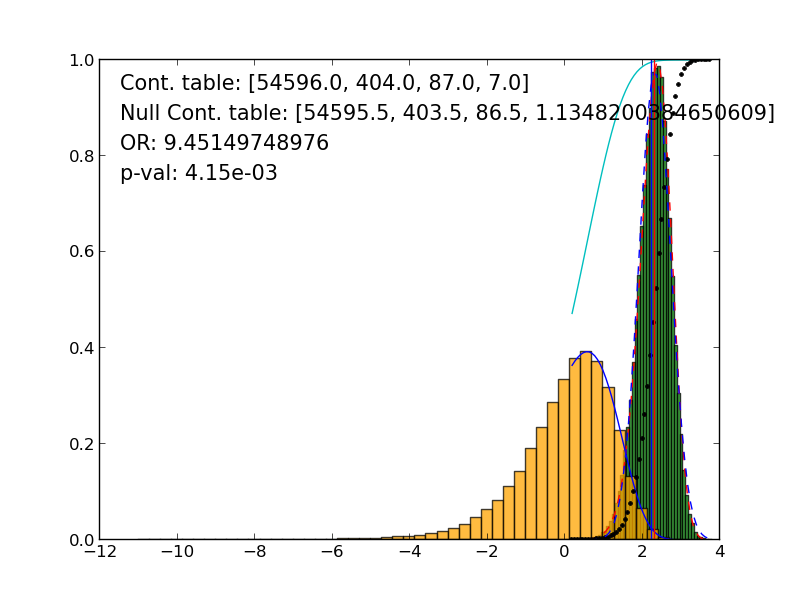 1.0
Cont. table: [54596.0, 404.0, 87.0, 7.0]
Null Cont. table: [54595.5, 403.5, 86.5, 1.1348200384650609]
OR: 9.45149748976
0.8
p-val: 4.15e-03
0.6
0.4
0.2
0.0
−12 −10 −8 −6 −4 −2 0 2 4